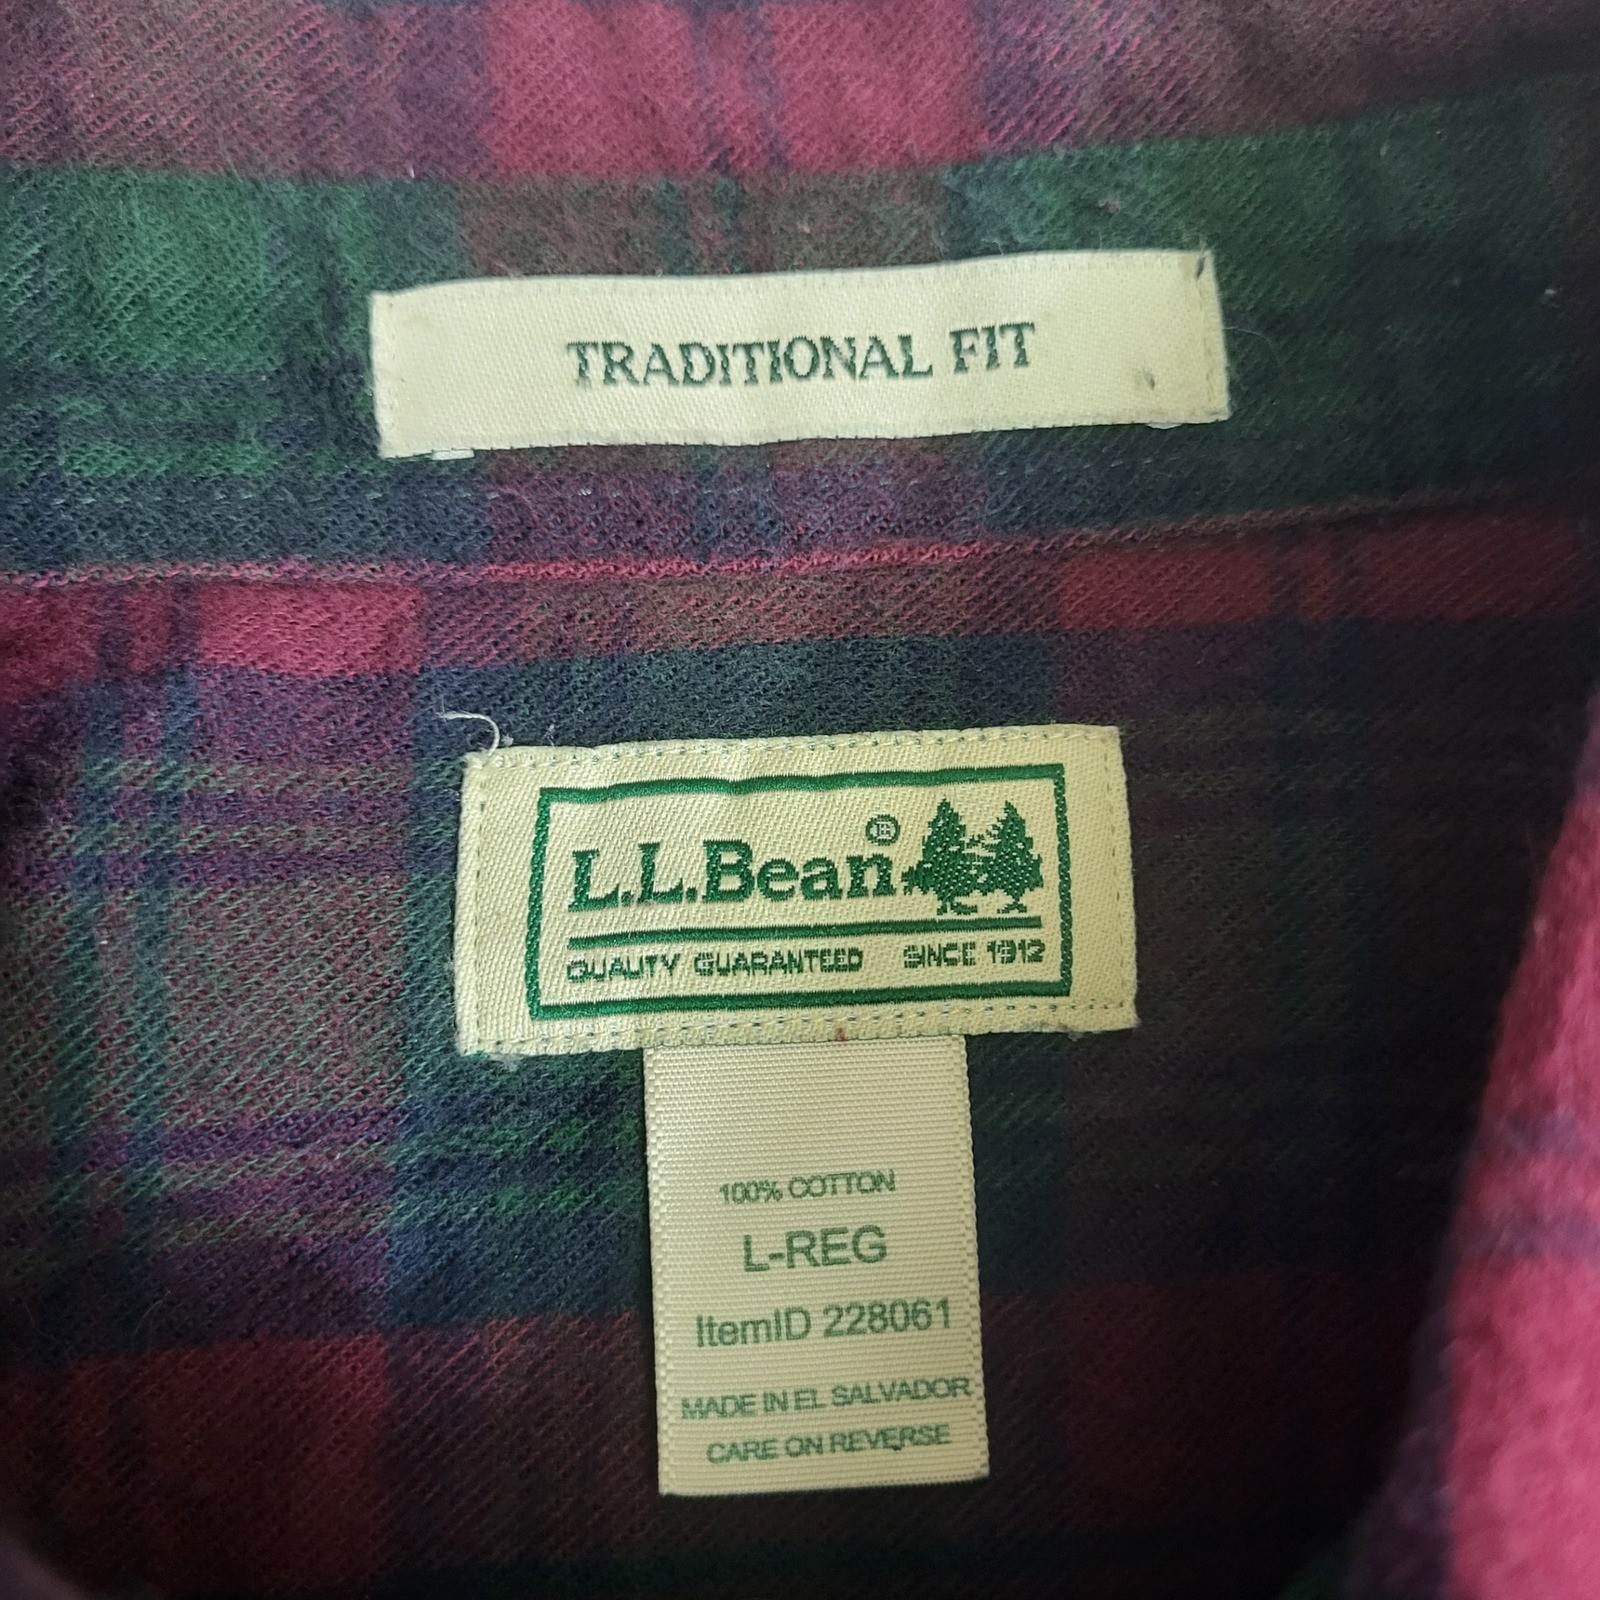 TRADITIONAL FIT
L.L.Bean®
QUALITY GUARANTEED SINCE 1912
100% COTTON
L-REG
ItemID 228061
MADE IN EL SALVADOR
CARE ON REVERSE